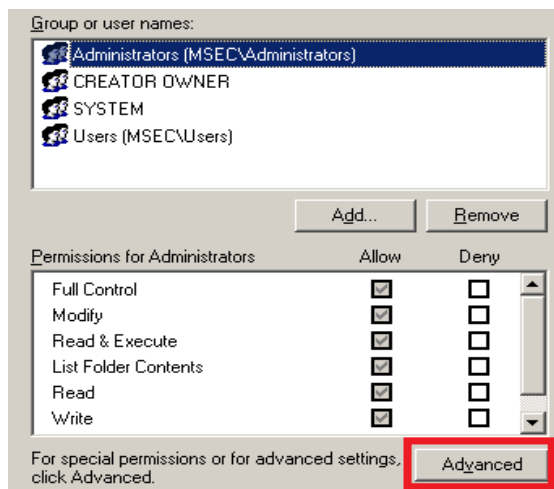 Group or user names:
Administrators (MSEC\Administrators)
CREATOR OWNER
SYSTEM
Users (MSEC\Users)
Add... Remove
Permissions for Administrators Allow Deny
Full Control
Modify
Read & Execute
List Folder Contents
Read
Write
For special permissions or for advanced settings,
click Advanced.
Advanced